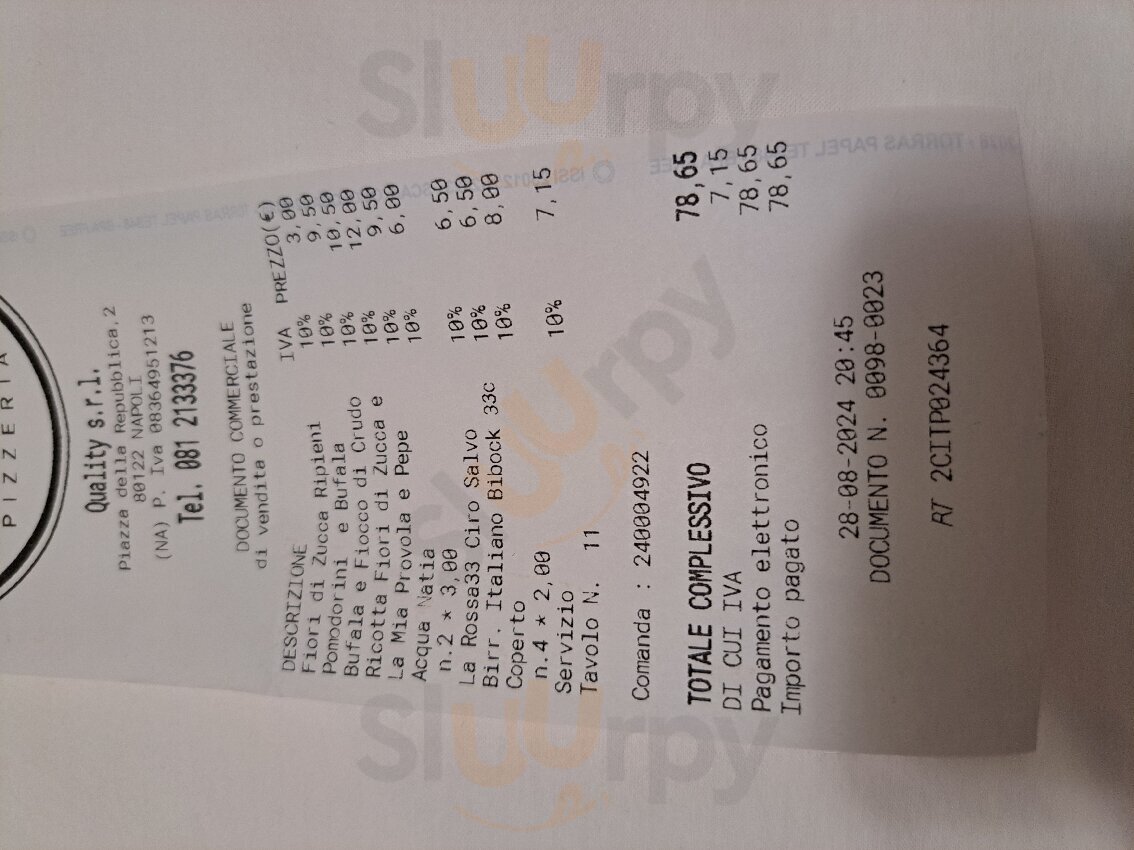 PIZZERIA
Quality s.r.l.
Piazza della Repubblica,2
80122 NAPOLI
(NA) P. Iva 08364951213
Tel. 081 2133376
DOCUMENTO COMMERCIALE
di vendita o prestazione
DESCRIZIONE IVA PREZZO(€)
Fiori di Zucca Ripieni 10% 3,00
Pomodorini e Bufala 10% 9,50
Bufala e Fiocco di Crudo 10% 10,50
Ricotta Fiori di Zucca e 10% 12,00
La Mia Provola e Pepe 10% 9,50
Acqua Natia 10% 6,00
n.2 * 3,00
La Rossa33 Ciro Salvo 10% 6,50
Birr. Italiano Bibock 33C 10% 6,50
Coperto 10% 8,00
n.4 * 2,00
Servizio 10% 7,15
Tavolo N. 11
Comanda : 240004922
TOTALE COMPLESSIVO 78,65
DI CUI IVA 7,15
Pagamento elettronico 78,65
Importo pagato 78,65
28-08-2024 20:45
DOCUMENTO N. 0098-0023
RT 2CITP024364
Sluurpy
Sluurpy
Sluurpy